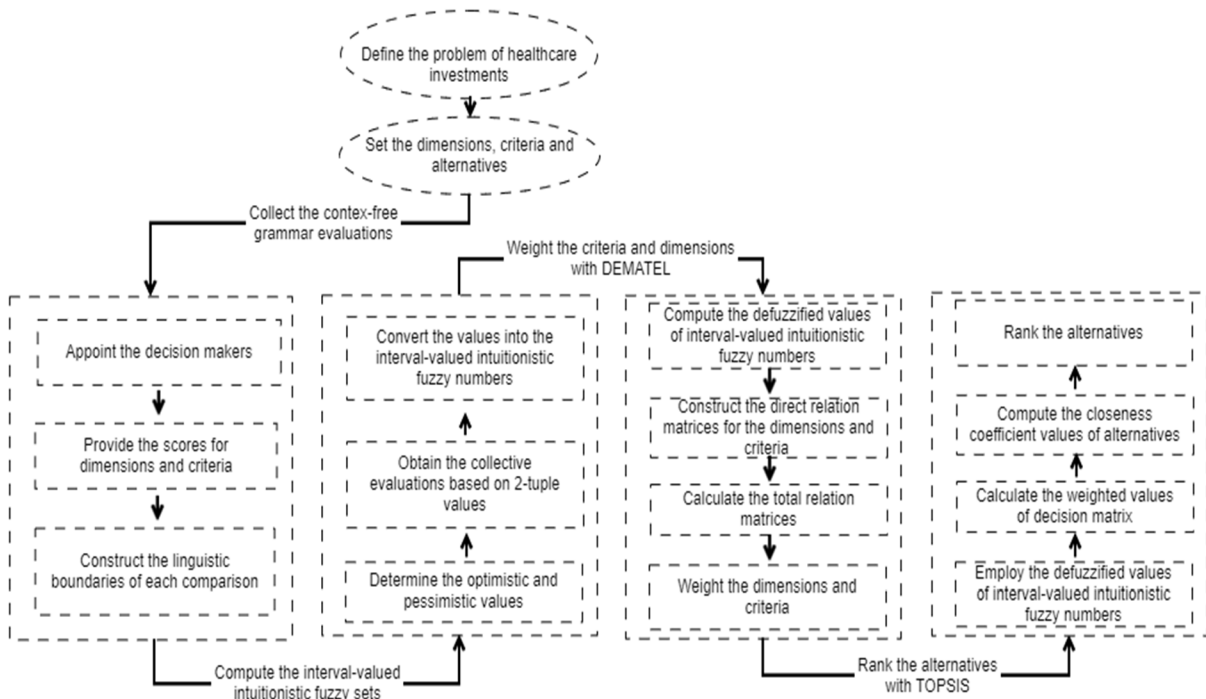 Define the problem of healthcare
investments
Set the dimensions, criteria and
alternatives
Collect the contex-free
grammar evaluations
Appoint the decision makers
Provide the scores for
dimensions and criteria
Construct the linguistic
boundaries of each comparison
Compute the interval-valued
intuitionistic fuzzy sets
Determine the optimistic and
pessimistic values
Obtain the collective
evaluations based on 2-tuple
values
Convert the values into the
interval-valued intuitionistic
fuzzy numbers
Weight the criteria and dimensions
with DEMATEL
Compute the defuzzified values
of interval-valued intuitionistic
fuzzy numbers
Construct the direct relation
matrices for the dimensions and
criteria
Calculate the total relation
matrices
Weight the dimensions and
criteria
Rank the alternatives
with TOPSIS
Employ the defuzzified values
of interval-valued intuitionistic
fuzzy numbers
Calculate the weighted values
of decision matrix
Compute the closeness
coefficient values of alternatives
Rank the alternatives